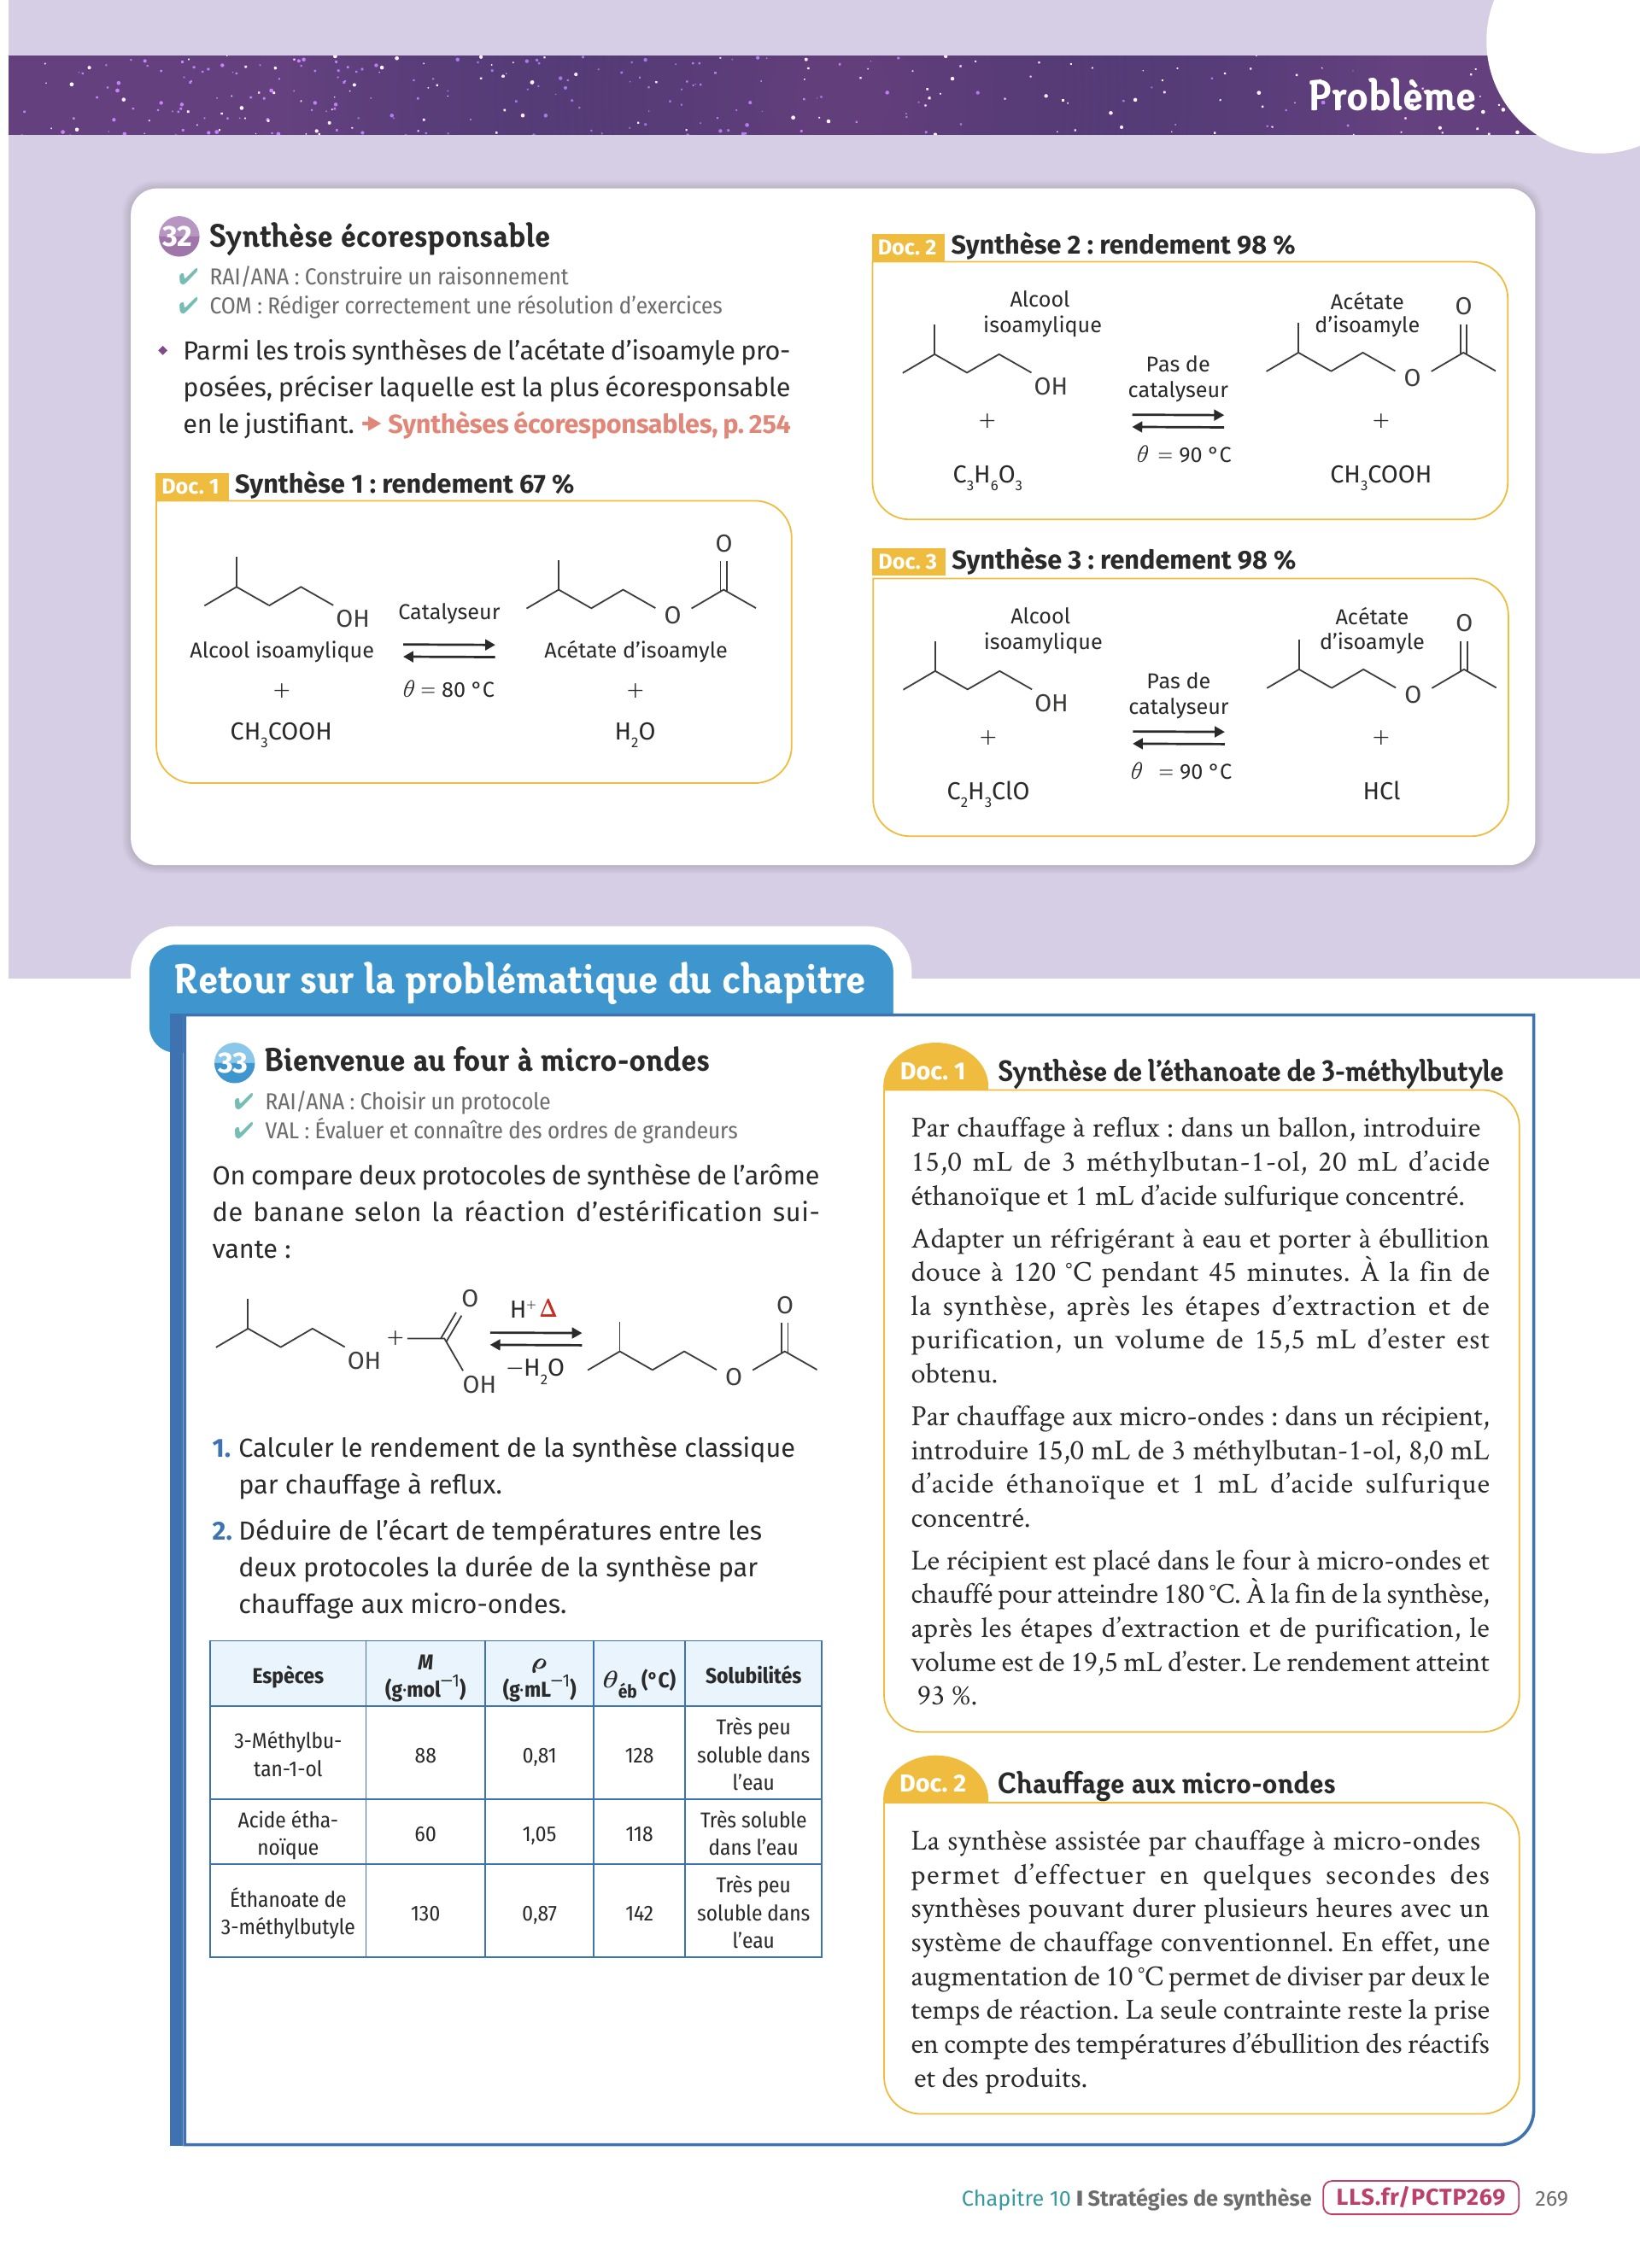 Problème
32 Synthèse écoresponsable
✔ RAI/ANA : Construire un raisonnement
✔ COM : Rédiger correctement une résolution d’exercices
◆ Parmi les trois synthèses de l’acétate d’isoamyle pro-
posées, préciser laquelle est la plus écoresponsable
en le justifiant. ➔ Synthèses écoresponsables, p. 254
Doc. 1 Synthèse 1 : rendement 67 %
O
OH
Catalyseur
O
Alcool isoamylique
Acétate d’isoamyle
+
θ = 80 °C
+
CH₃COOH
H₂O
Doc. 2 Synthèse 2 : rendement 98 %
Alcool
isoamylique
Acétate
d’isoamyle
O
Pas de
catalyseur
OH
O
+
+
θ = 90 °C
C₃H₆O₃
CH₃COOH
Doc. 3 Synthèse 3 : rendement 98 %
Alcool
isoamylique
Acétate
d’isoamyle
O
Pas de
catalyseur
OH
O
+
+
θ = 90 °C
C₂H₃ClO
HCl
Retour sur la problématique du chapitre
33 Bienvenue au four à micro-ondes
✔ RAI/ANA : Choisir un protocole
✔ VAL : Évaluer et connaître des ordres de grandeurs
On compare deux protocoles de synthèse de l’arôme
de banane selon la réaction d’estérification sui-
vante :
O
H⁺ Δ
O
+
OH
OH
−H₂O
O
1. Calculer le rendement de la synthèse classique
par chauffage à reflux.
2. Déduire de l’écart de températures entre les
deux protocoles la durée de la synthèse par
chauffage aux micro-ondes.
Espèces
M
(g·mol⁻¹)
ρ
(g·mL⁻¹)
θéb (°C)
Solubilités
3-Méthylbu-
tan-1-ol
88
0,81
128
Très peu
soluble dans
l’eau
Acide étha-
noïque
60
1,05
118
Très soluble
dans l’eau
Éthanoate de
3-méthylbutyle
130
0,87
142
Très peu
soluble dans
l’eau
Doc. 1 Synthèse de l’éthanoate de 3-méthylbutyle
Par chauffage à reflux : dans un ballon, introduire
15,0 mL de 3 méthylbutan-1-ol, 20 mL d’acide
éthanoïque et 1 mL d’acide sulfurique concentré.
Adapter un réfrigérant à eau et porter à ébullition
douce à 120 °C pendant 45 minutes. À la fin de
la synthèse, après les étapes d’extraction et de
purification, un volume de 15,5 mL d’ester est
obtenu.
Par chauffage aux micro-ondes : dans un récipient,
introduire 15,0 mL de 3 méthylbutan-1-ol, 8,0 mL
d’acide éthanoïque et 1 mL d’acide sulfurique
concentré.
Le récipient est placé dans le four à micro-ondes et
chauffé pour atteindre 180 °C. À la fin de la synthèse,
après les étapes d’extraction et de purification, le
volume est de 19,5 mL d’ester. Le rendement atteint
93 %.
Doc. 2 Chauffage aux micro-ondes
La synthèse assistée par chauffage à micro-ondes
permet d’effectuer en quelques secondes des
synthèses pouvant durer plusieurs heures avec un
système de chauffage conventionnel. En effet, une
augmentation de 10 °C permet de diviser par deux le
temps de réaction. La seule contrainte reste la prise
en compte des températures d’ébullition des réactifs
et des produits.
Chapitre 10 | Stratégies de synthèse LLS.fr/PCTP269 269